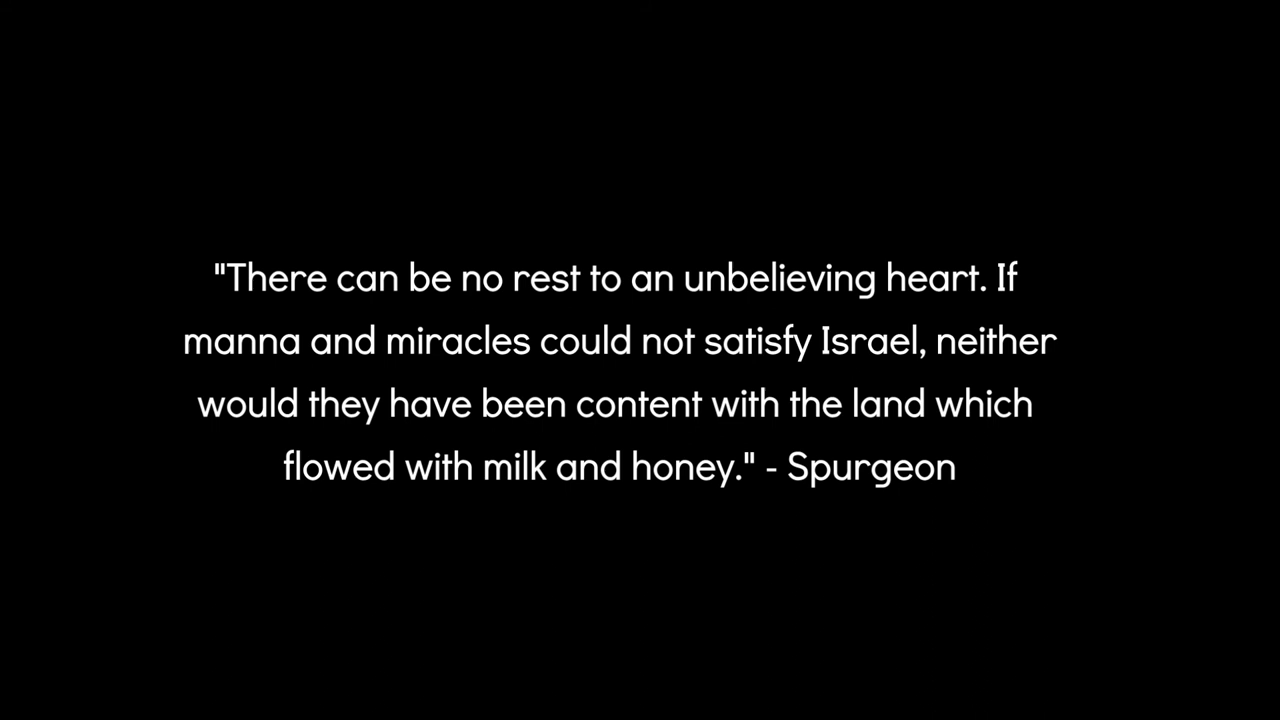 "There can be no rest to an unbelieving heart. If
manna and miracles could not satisfy Israel, neither
would they have been content with the land which
flowed with milk and honey." - Spurgeon